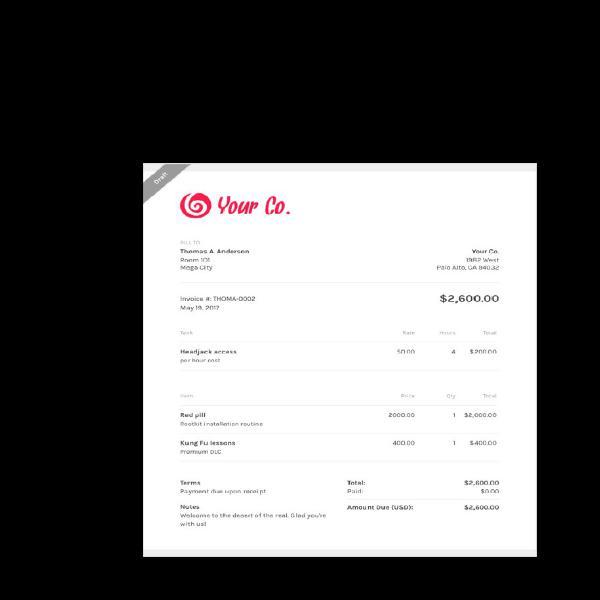 Draft
Your Co.
BILL TO
Thomas A. Anderson Your Co.
Room 101 1982 West
Mega City Palo Alto, CA 94032
Invoice #: THOMA-0002 $2,600.00
May 19, 2017
Task Rate Hours Total
Headjack access 50.00 4 $200.00
per hour cost
Item Price Qty Total
Red pill 2000.00 1 $2,000.00
Rootkit installation routine
Kung Fu lessons 400.00 1 $400.00
Premium DLC
Terms Total: $2,600.00
Payment due upon receipt Paid: $0.00
Notes Amount Due (USD): $2,600.00
Welcome to the desert of the real. Glad you're
with us!